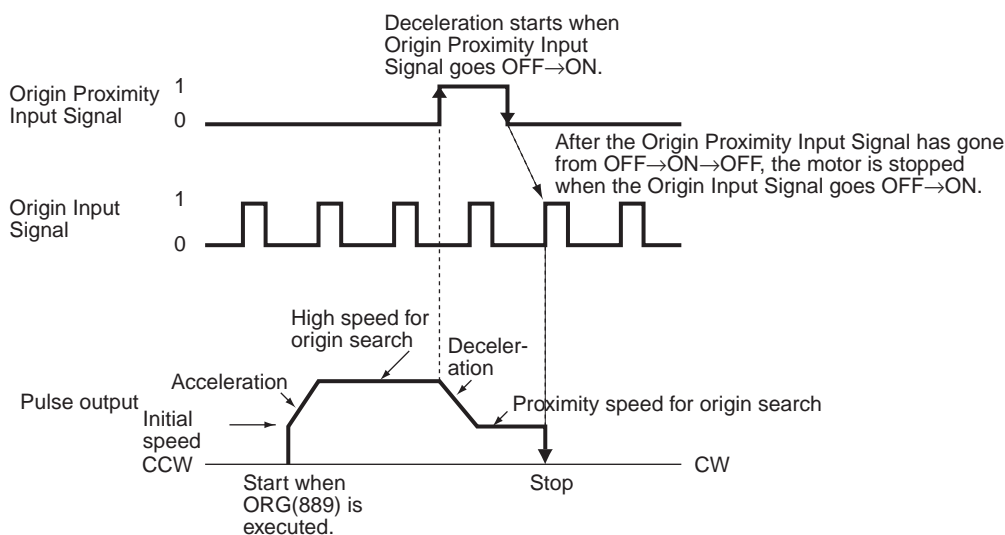 Deceleration starts when
Origin Proximity Input
Signal goes OFF→ON.
Origin Proximity
Input Signal
1
0
After the Origin Proximity Input Signal has gone
from OFF→ON→OFF, the motor is stopped
when the Origin Input Signal goes OFF→ON.
Origin Input
Signal
1
0
High speed for
origin search
Deceler-
ation
Acceleration
Proximity speed for origin search
Pulse output
Initial
speed
CCW
CW
Start when
ORG(889) is
executed.
Stop